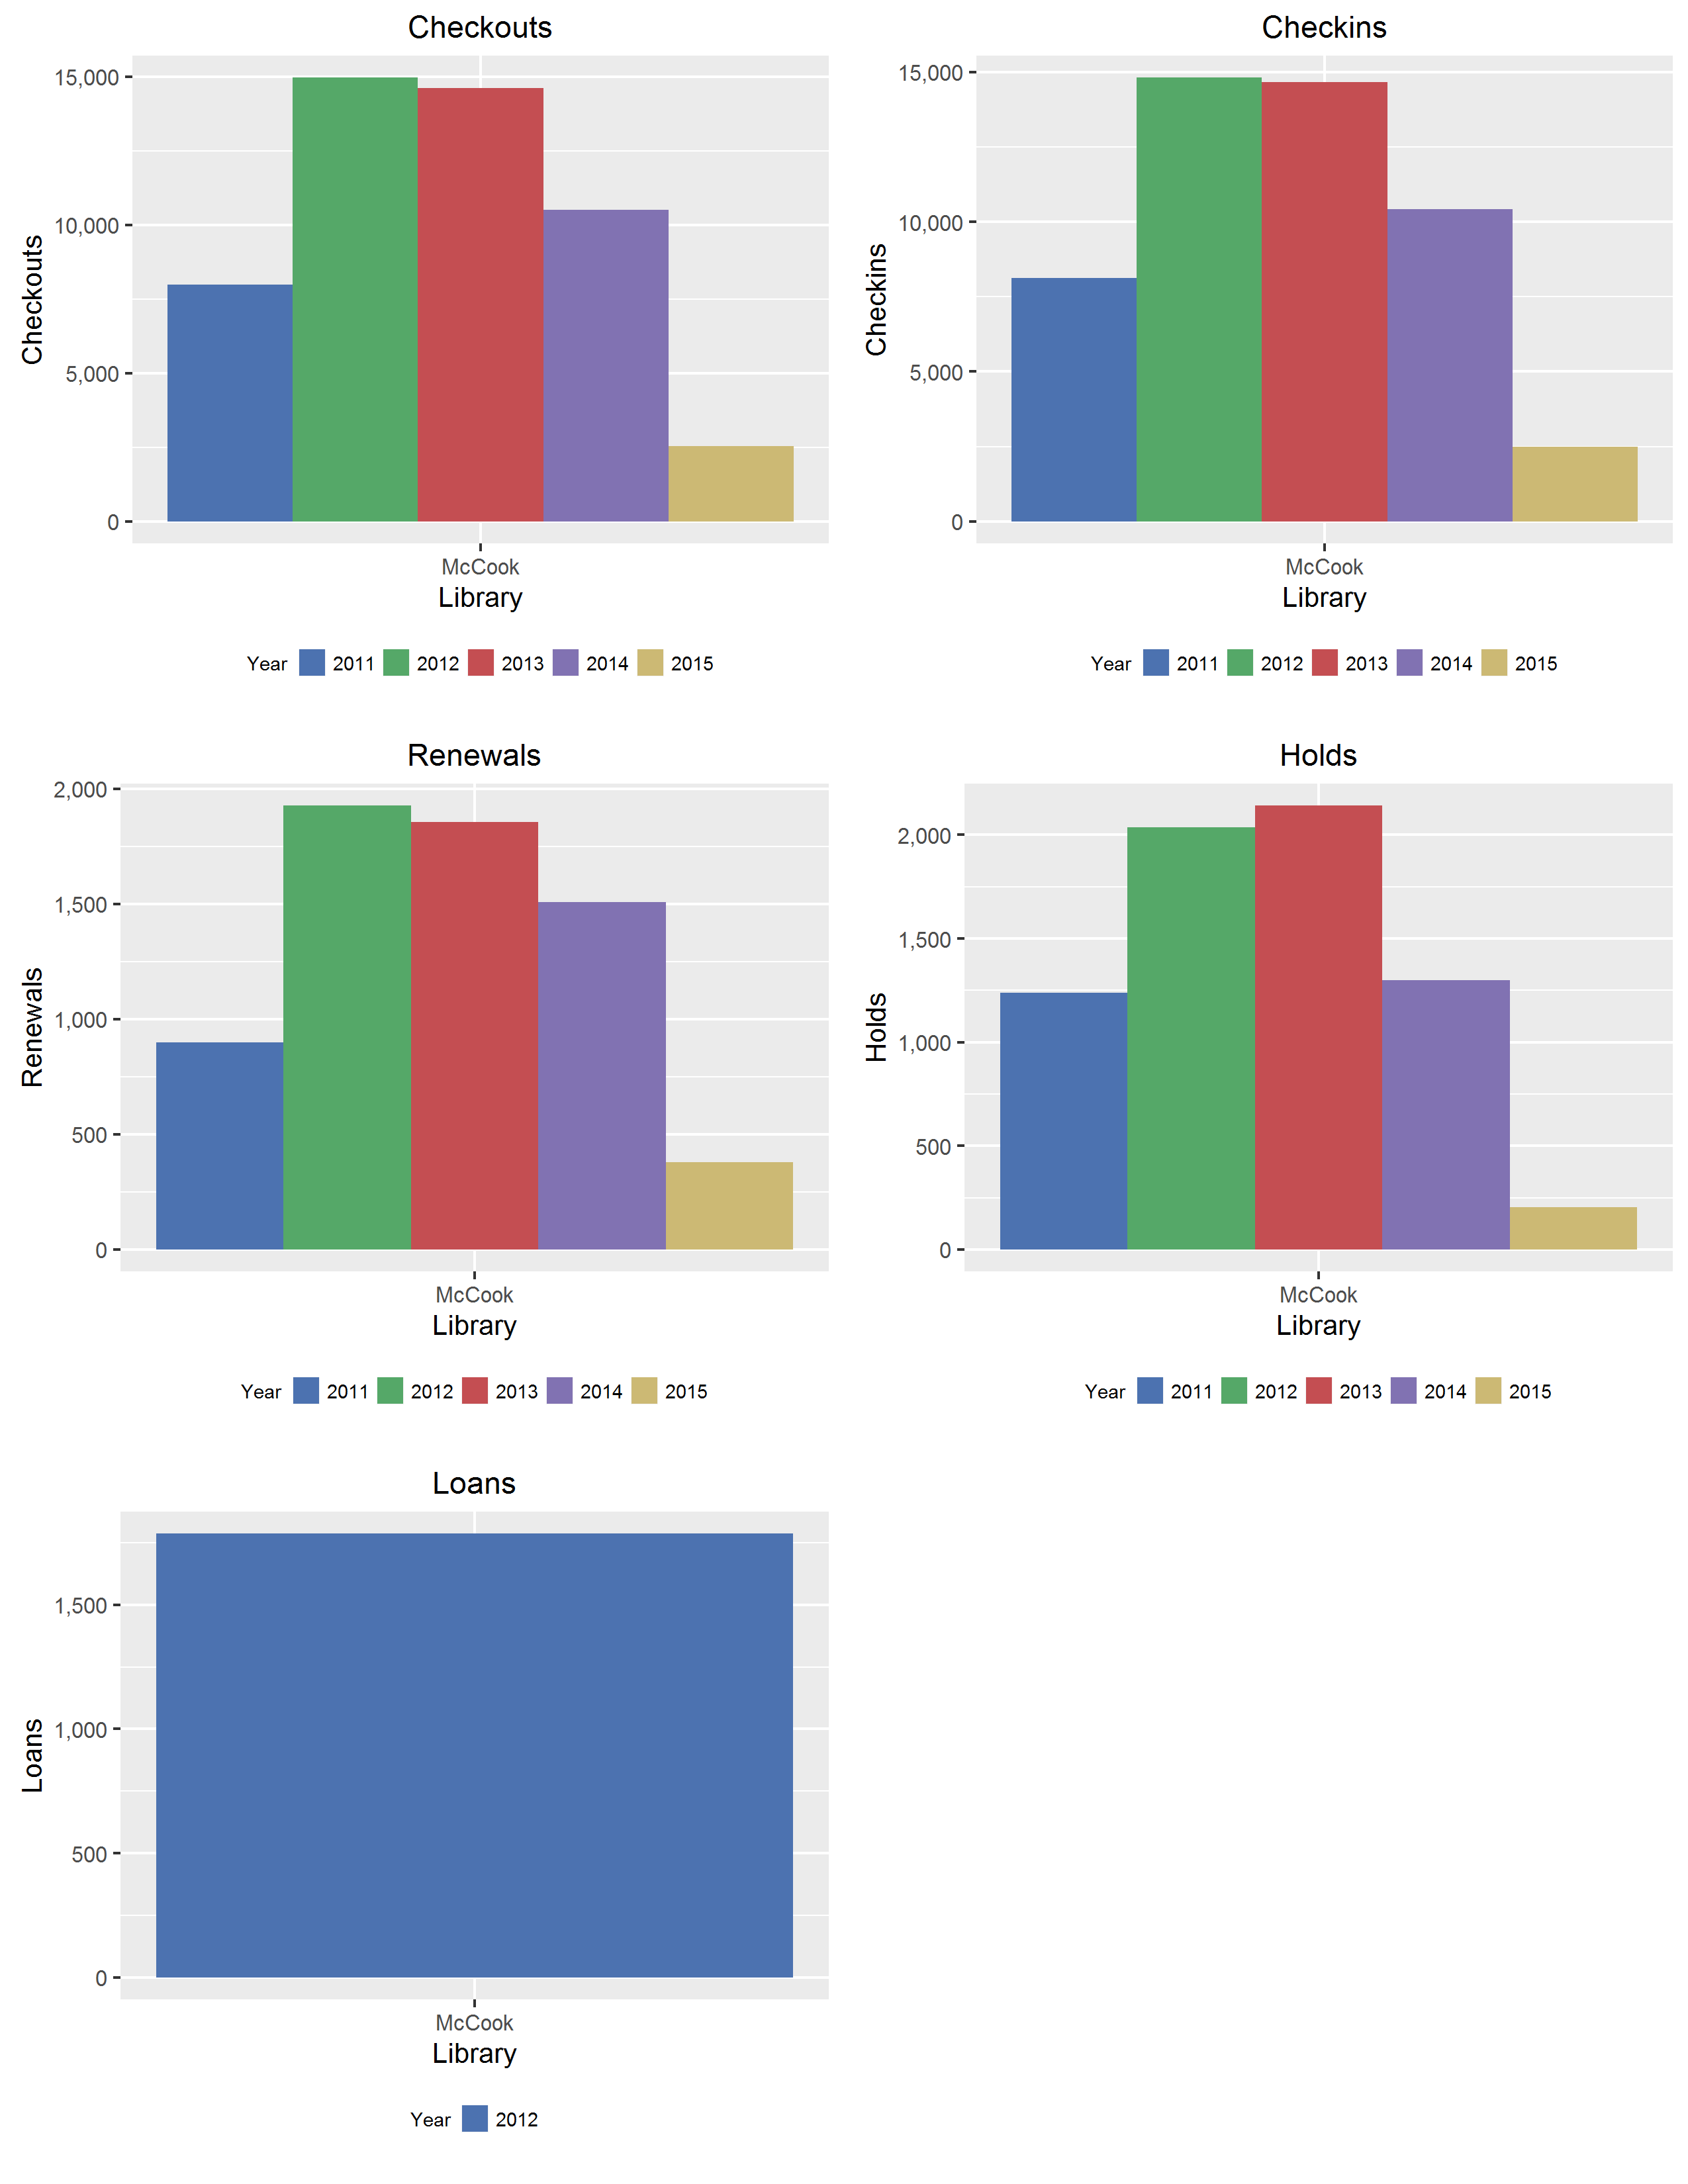 Checkouts
Checkouts
15,000
10,000
5,000
0
McCook
Library
Year 2011 2012 2013 2014 2015
Checkins
Checkins
15,000
10,000
5,000
0
McCook
Library
Year 2011 2012 2013 2014 2015
Renewals
Renewals
2,000
1,500
1,000
500
0
McCook
Library
Year 2011 2012 2013 2014 2015
Holds
Holds
2,000
1,500
1,000
500
0
McCook
Library
Year 2011 2012 2013 2014 2015
Loans
Loans
1,500
1,000
500
0
McCook
Library
Year 2012